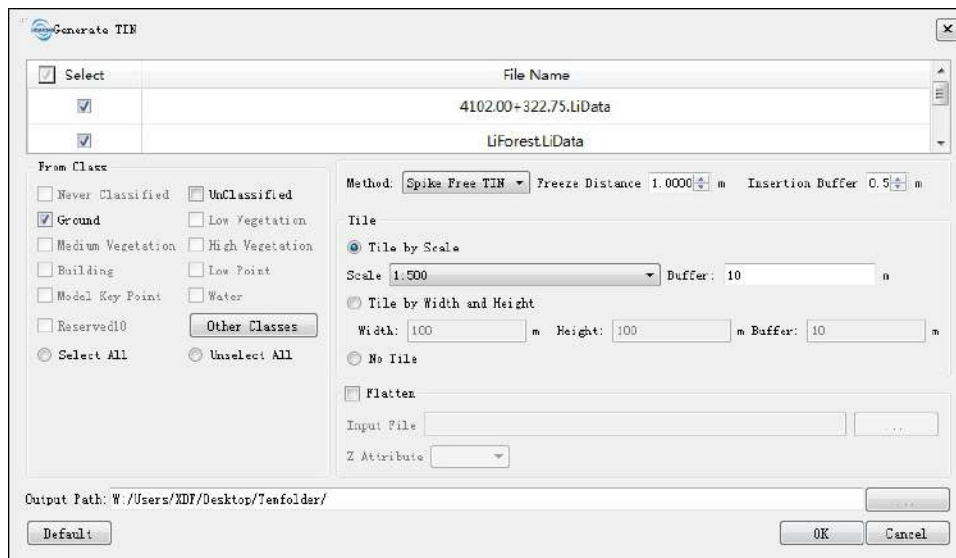 Generate TIN
Select File Name
4102.00+322.75.LiData
LiForest.LiData
From Class
Never Classified UnClassified
Ground Low Vegetation
Medium Vegetation High Vegetation
Building Low Point
Model Key Point Water
Reserved10 Other Classes
Select All Unselect All
Method: Spike Free TIN Freeze Distance 1.0000 m Insertion Buffer 0.5 m
Tile
Tile by Scale
Scale 1:500 Buffer: 10 m
Tile by Width and Height
Width: 100 m Height: 100 m Buffer: 10 m
No Tile
Flatten
Input File ...
Z Attribute
Output Path: W:/Users/XDF/Desktop/Temfolder/ ...
Default OK Cancel